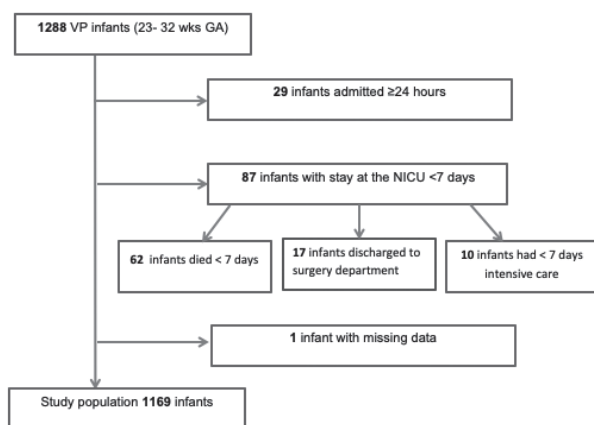 1288 VP infants (23- 32 wks GA)
29 infants admitted ≥24 hours
87 infants with stay at the NICU <7 days
62 infants died < 7 days
17 infants discharged to
surgery department
10 infants had < 7 days
intensive care
1 infant with missing data
Study population 1169 infants